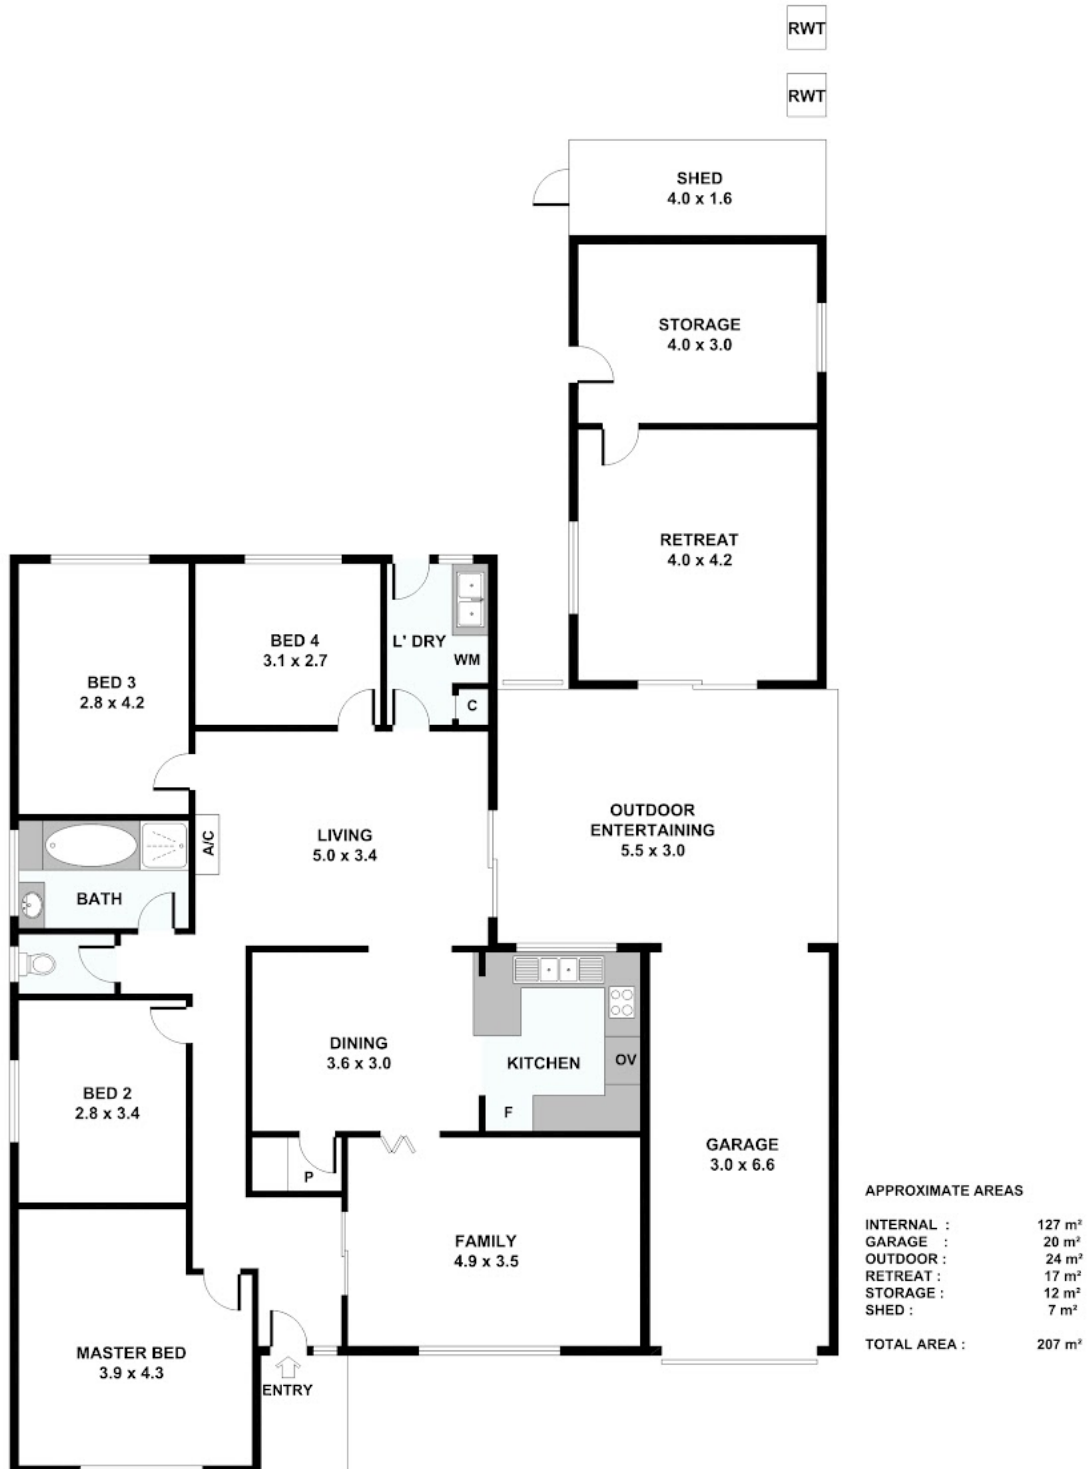 RWT
RWT
SHED
4.0 x 1.6
STORAGE
4.0 x 3.0
RETREAT
4.0 x 4.2
BED 3
2.8 x 4.2
BED 4
3.1 x 2.7
L' DRY
WM
C
A/C
BATH
LIVING
5.0 x 3.4
OUTDOOR
ENTERTAINING
5.5 x 3.0
DINING
3.6 x 3.0
KITCHEN
OV
F
BED 2
2.8 x 3.4
P
GARAGE
3.0 x 6.6
FAMILY
4.9 x 3.5
MASTER BED
3.9 x 4.3
ENTRY
APPROXIMATE AREAS
INTERNAL : 127 m²
GARAGE : 20 m²
OUTDOOR : 24 m²
RETREAT : 17 m²
STORAGE : 12 m²
SHED : 7 m²
TOTAL AREA : 207 m²